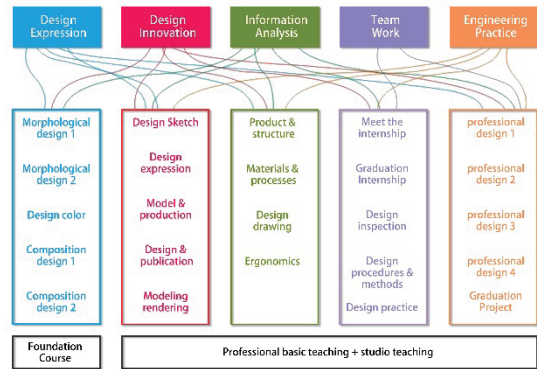 Design
Expression
Design
Innovation
Information
Analysis
Team
Work
Engineering
Practice
Morphological
design 1
Morphological
design 2
Design color
Composition
design 1
Composition
design 2
Design Sketch
Design
expression
Model &
production
Design &
publication
Modeling
rendering
Product &
structure
Materials &
processes
Design
drawing
Ergonomics
Meet the
internship
Graduation
Internship
Design
inspection
Design
procedures &
methods
Design practice
professional
design 1
professional
design 2
professional
design 3
professional
design 4
Graduation
Project
Foundation
Course
Professional basic teaching + studio teaching